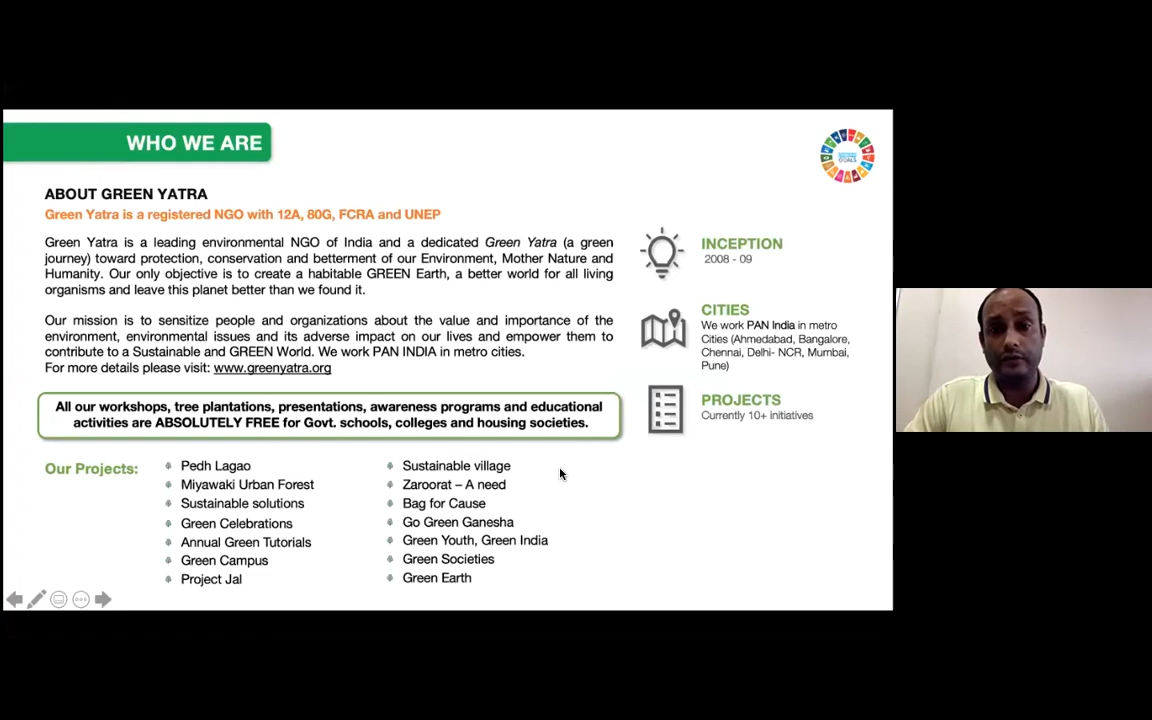 WHO WE ARE
ABOUT GREEN YATRA
Green Yatra is a registered NGO with 12A, 80G, FCRA and UNEP
Green Yatra is a leading environmental NGO of India and a dedicated Green Yatra (a green
journey) toward protection, conservation and betterment of our Environment, Mother Nature and
Humanity. Our only objective is to create a habitable GREEN Earth, a better world for all living
organisms and leave this planet better than we found it.
Our mission is to sensitize people and organizations about the value and importance of the
environment, environmental issues and its adverse impact on our lives and empower them to
contribute to a Sustainable and GREEN World. We work PAN INDIA in metro cities.
For more details please visit: www.greenyatra.org
All our workshops, tree plantations, presentations, awareness programs and educational
activities are ABSOLUTELY FREE for Govt. schools, colleges and housing societies.
Our Projects:
Pedh Lagao
Miyawaki Urban Forest
Sustainable solutions
Green Celebrations
Annual Green Tutorials
Green Campus
Project Jal
Sustainable village
Zaroorat – A need
Bag for Cause
Go Green Ganesha
Green Youth, Green India
Green Societies
Green Earth
INCEPTION
2008 - 09
CITIES
We work PAN India in metro
Cities (Ahmedabad, Bangalore,
Chennai, Delhi- NCR, Mumbai,
Pune)
PROJECTS
Currently 10+ initiatives
GOALS